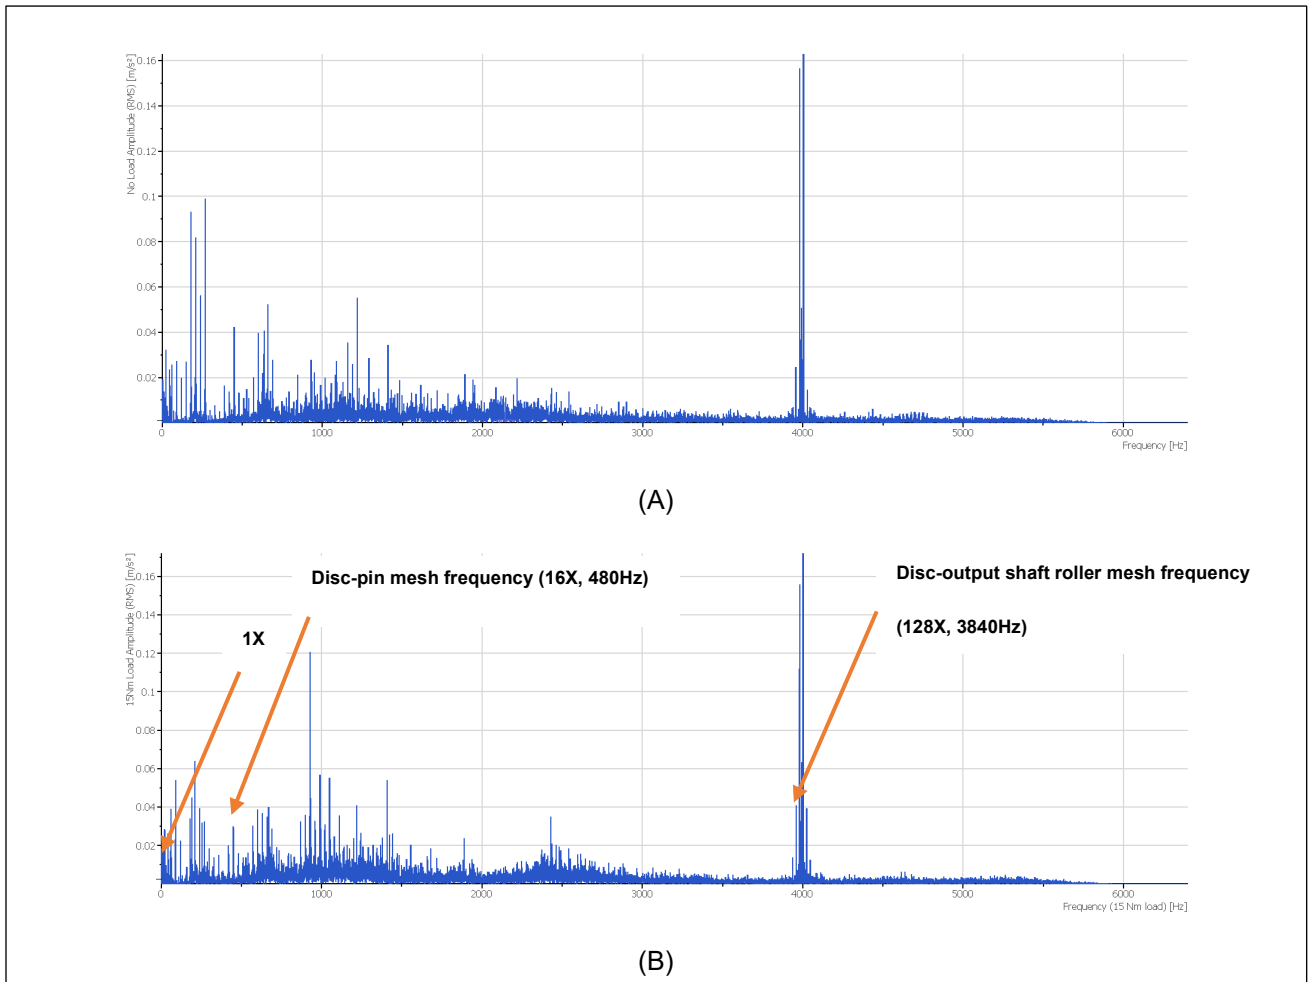 No Load Amplitude (RMS) [m/s²]
0.16
0.14
0.12
0.1
0.08
0.06
0.04
0.02
0 1000 2000 3000 4000 5000 6000
Frequency [Hz]
(A)
15Nm Load Amplitude (RMS) [m/s²]
0.16
0.14
0.12
0.1
0.08
0.06
0.04
0.02
Disc-pin mesh frequency (16X, 480Hz)
1X
Disc-output shaft roller mesh frequency
(128X, 3840Hz)
0 1000 2000 3000 4000 5000 6000
Frequency (15 Nm load) [Hz]
(B)